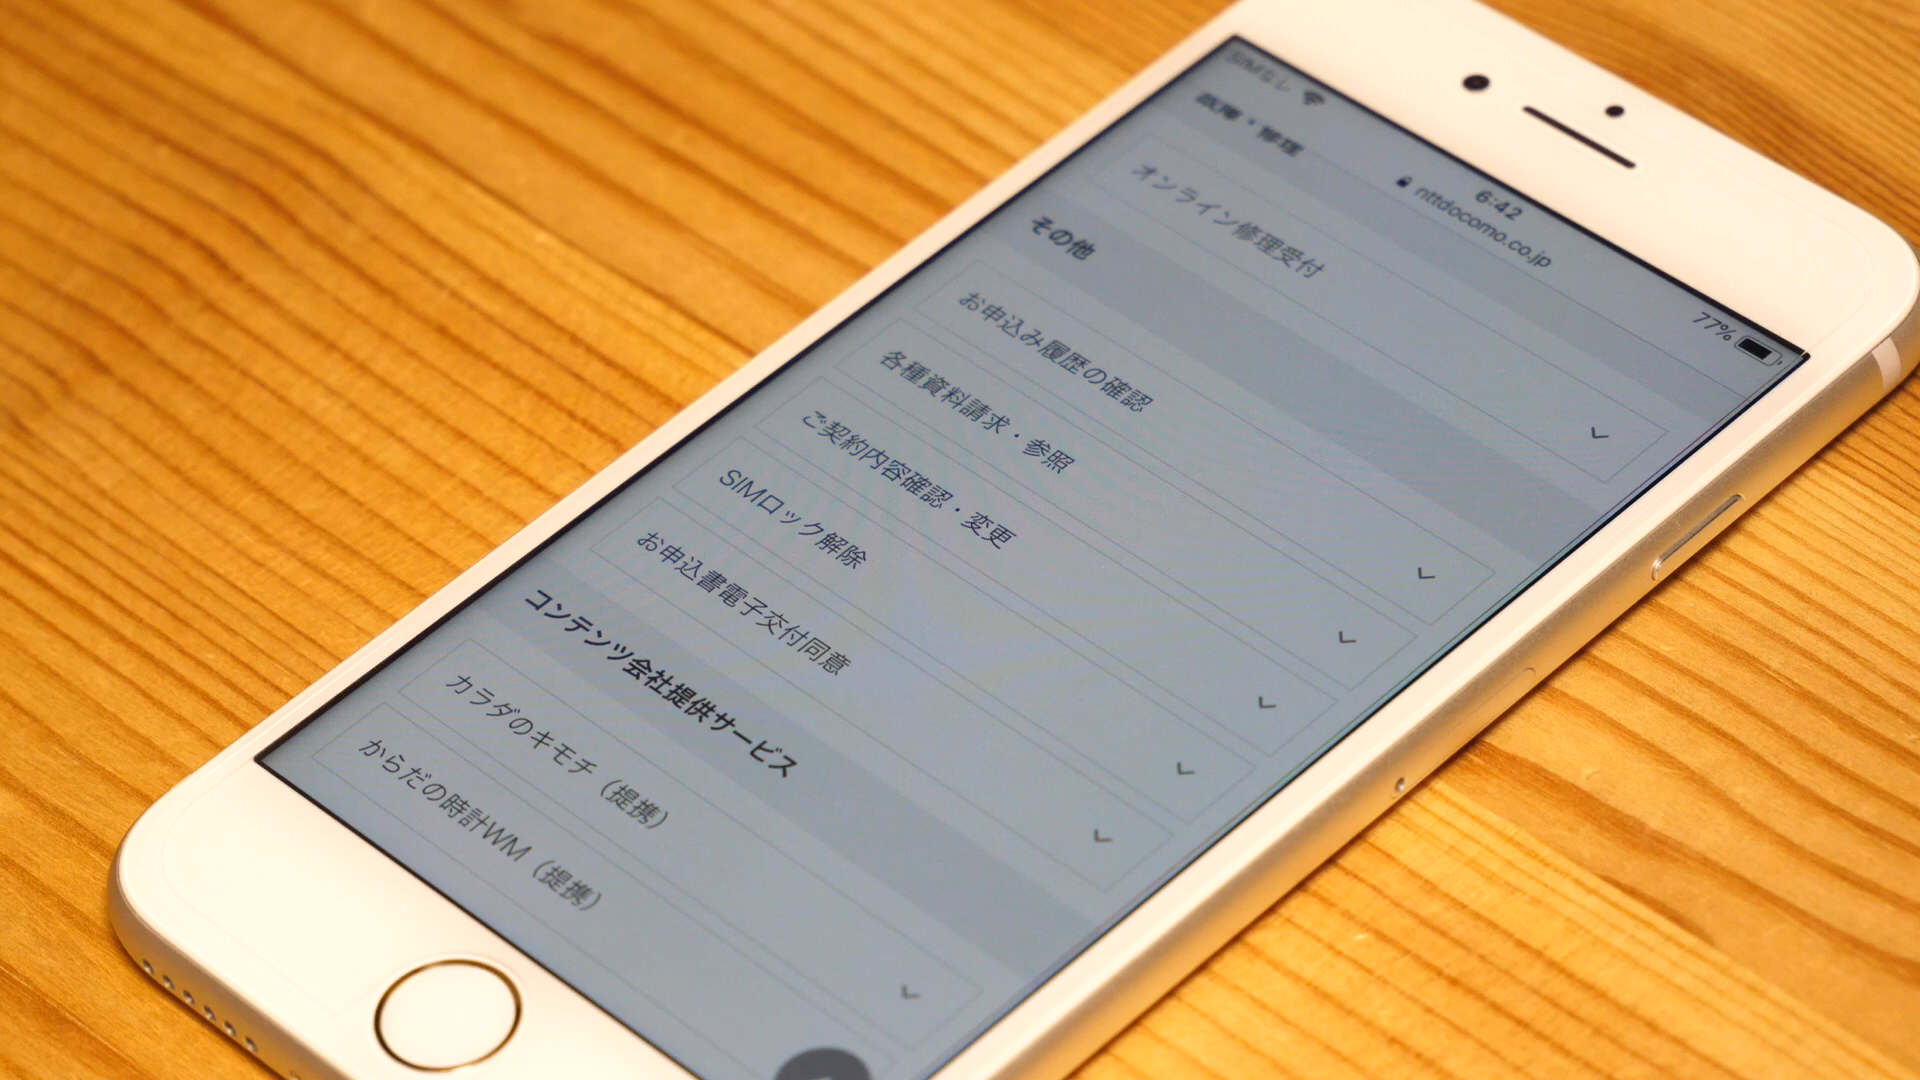 SIMなし
6:42
77%
nttdocomo.co.jp
故障・修理
オンライン修理受付
その他
お申込み履歴の確認
各種資料請求・参照
ご契約内容確認・変更
SIMロック解除
お申込書電子交付同意
コンテンツ会社提供サービス
カラダのキモチ（提携）
からだの時計WM（提携）